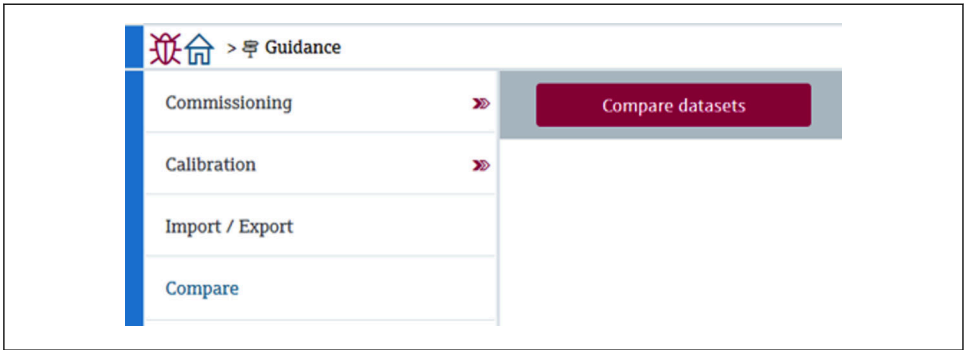 > Guidance
Commissioning
Compare datasets
Calibration
Import / Export
Compare